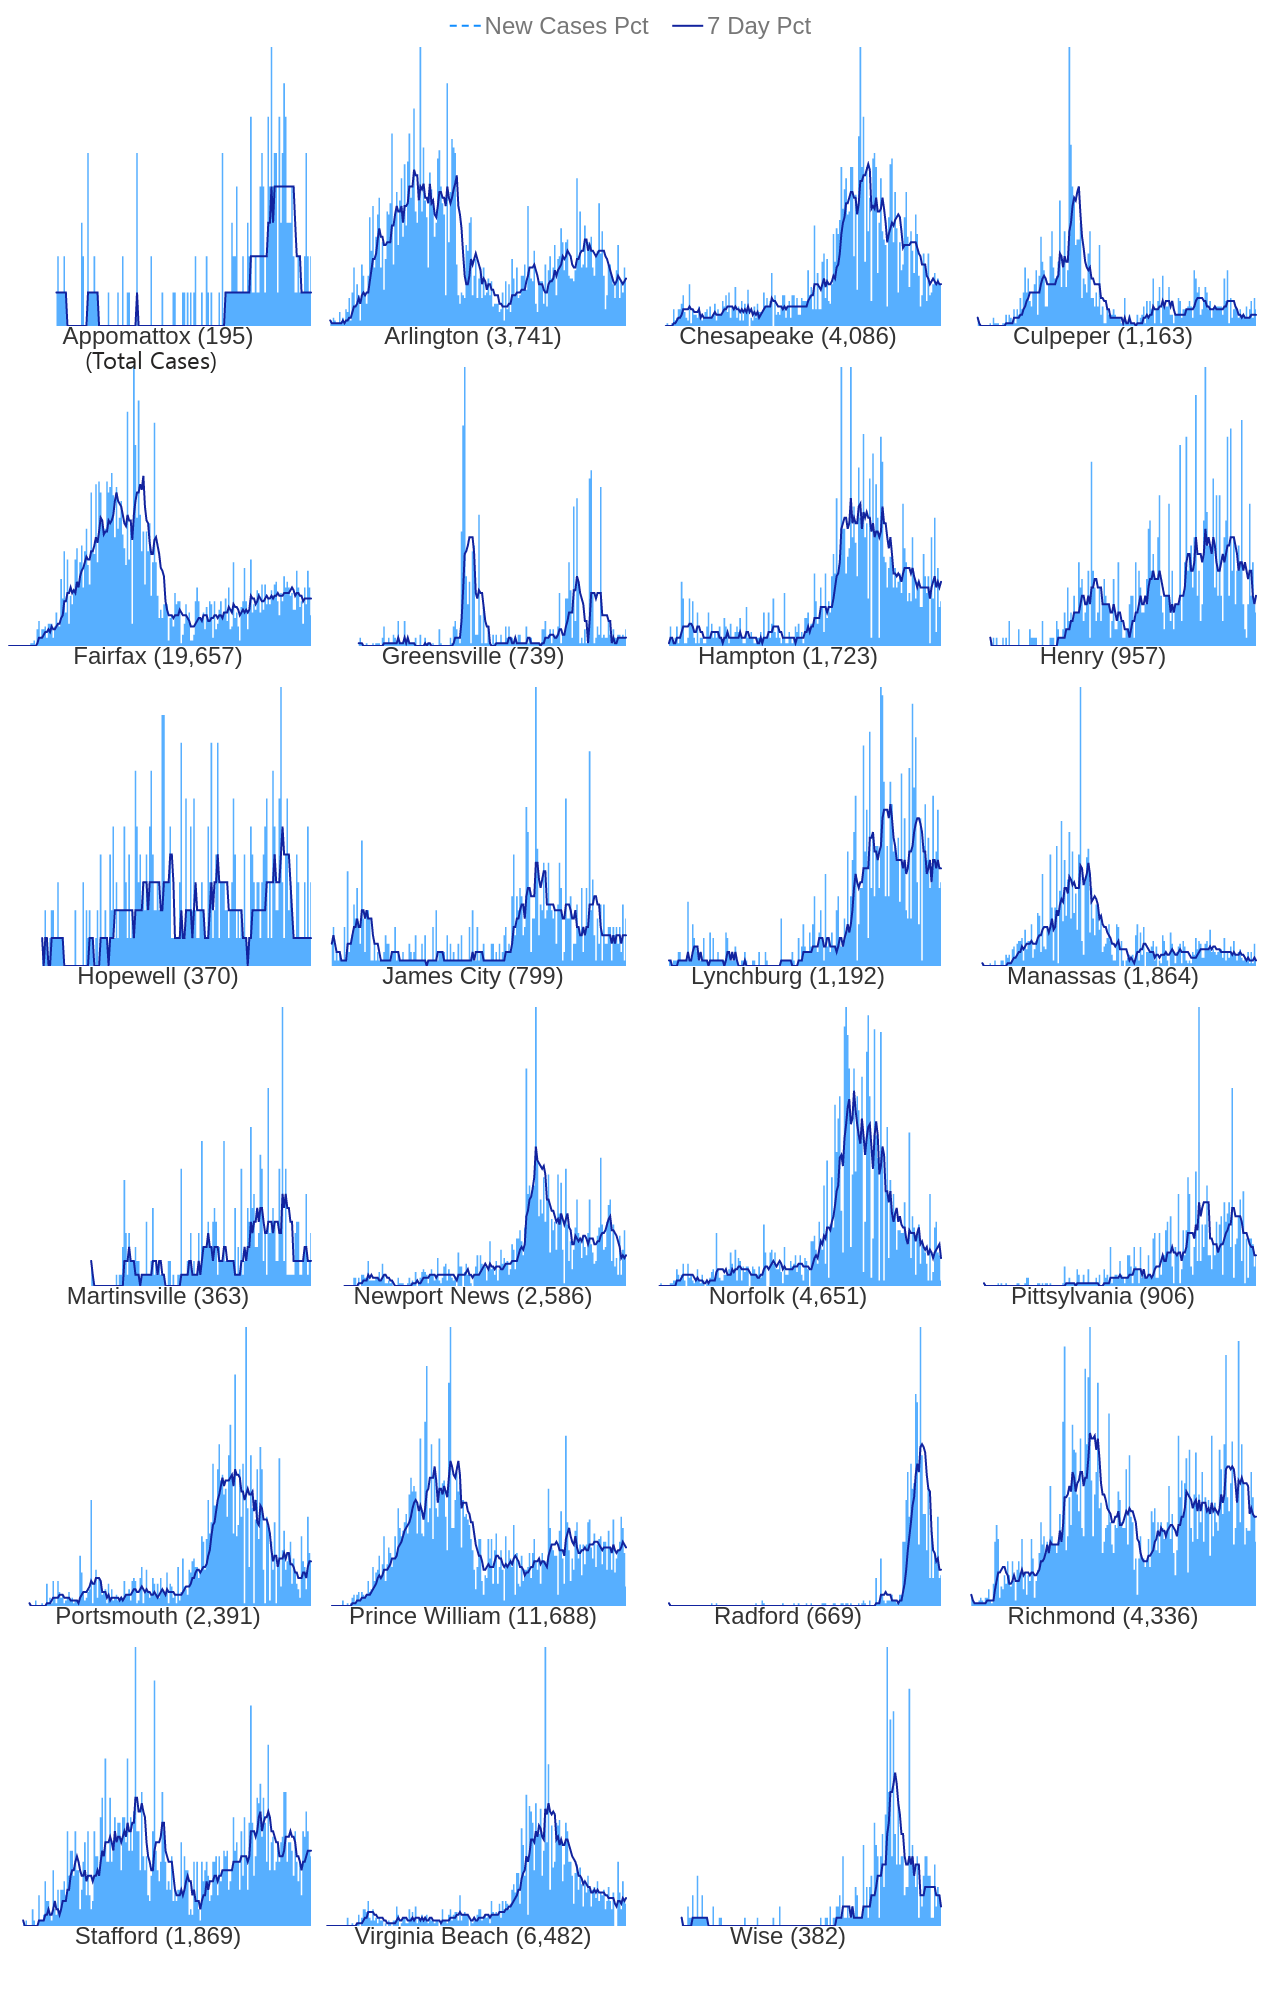 New Cases Pct 7 Day Pct
Appomattox (195) Arlington (3,741) Chesapeake (4,086) Culpeper (1,163)
(Total Cases)
Fairfax (19,657) Greensville (739) Hampton (1,723) Henry (957)
Hopewell (370) James City (799) Lynchburg (1,192) Manassas (1,864)
Martinsville (363) Newport News (2,586) Norfolk (4,651) Pittsylvania (906)
Portsmouth (2,391) Prince William (11,688) Radford (669) Richmond (4,336)
Stafford (1,869) Virginia Beach (6,482) Wise (382)